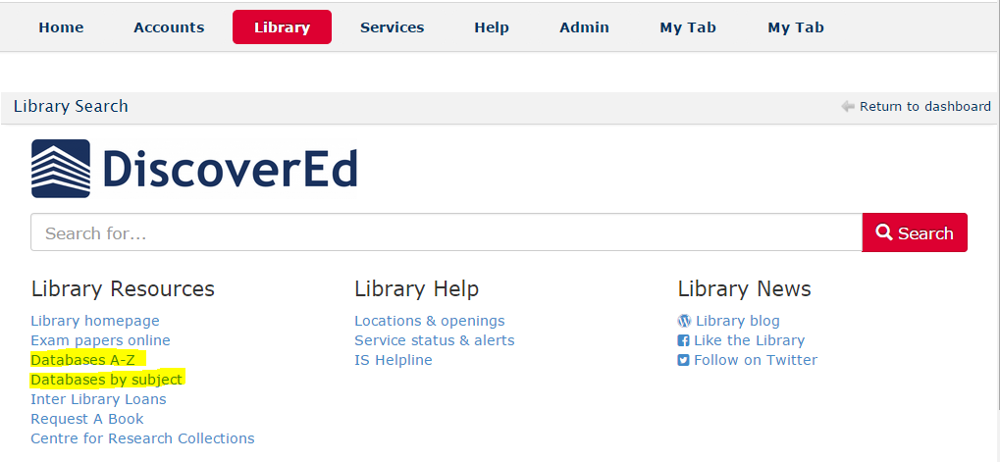 Home Accounts Library Services Help Admin My Tab My Tab
Library Search Return to dashboard
DiscoverEd
Search for... Search
Library Resources
Library homepage
Exam papers online
Databases A-Z
Databases by subject
Inter Library Loans
Request A Book
Centre for Research Collections
Library Help
Locations & openings
Service status & alerts
IS Helpline
Library News
Library blog
Like the Library
Follow on Twitter